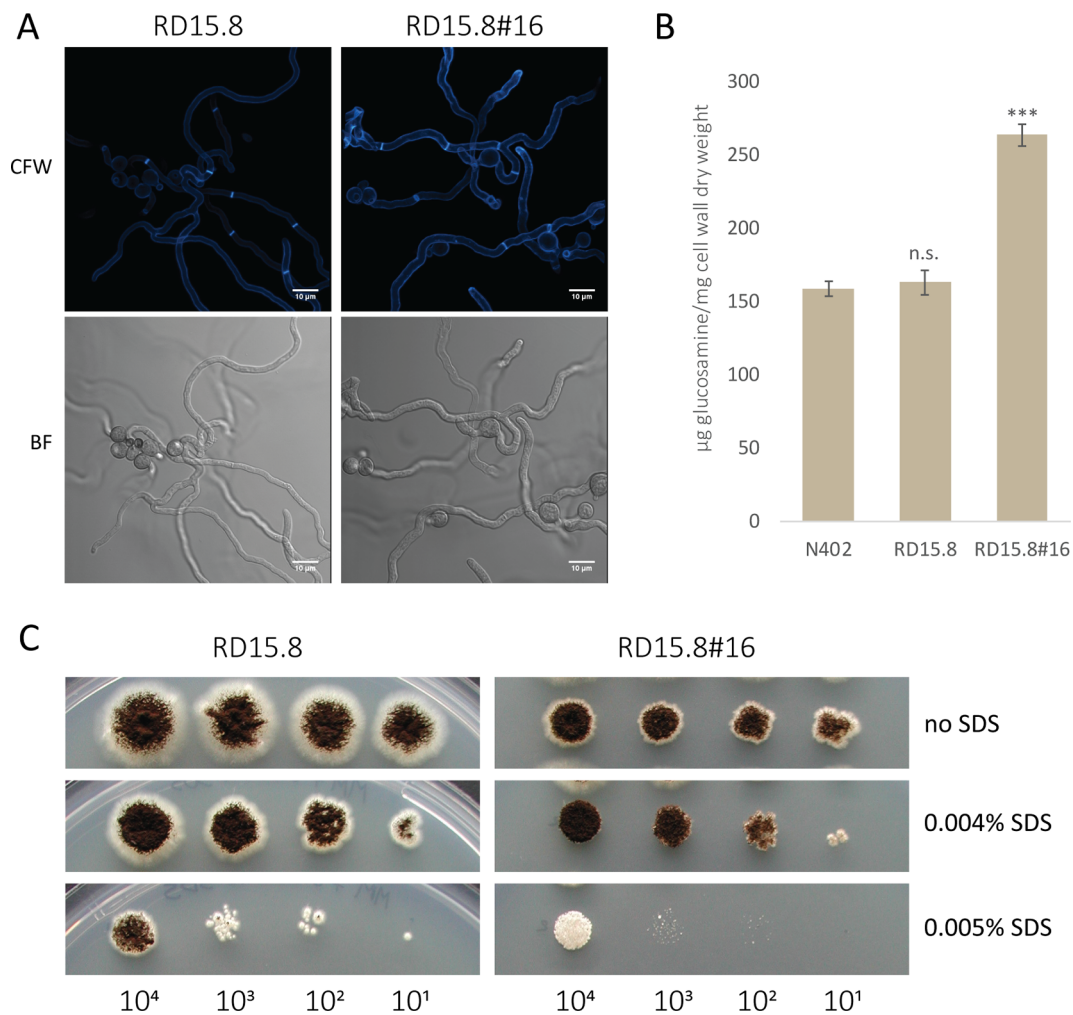 A
RD15.8
RD15.8#16
CFW
10 µm
10 µm
BF
10 µm
10 µm
B
µg glucosamine/mg cell wall dry weight
300
250
200
150
100
50
0
n.s.
***
N402
RD15.8
RD15.8#16
C
RD15.8
RD15.8#16
no SDS
0.004% SDS
0.005% SDS
10⁴
10³
10²
10¹
10⁴
10³
10²
10¹